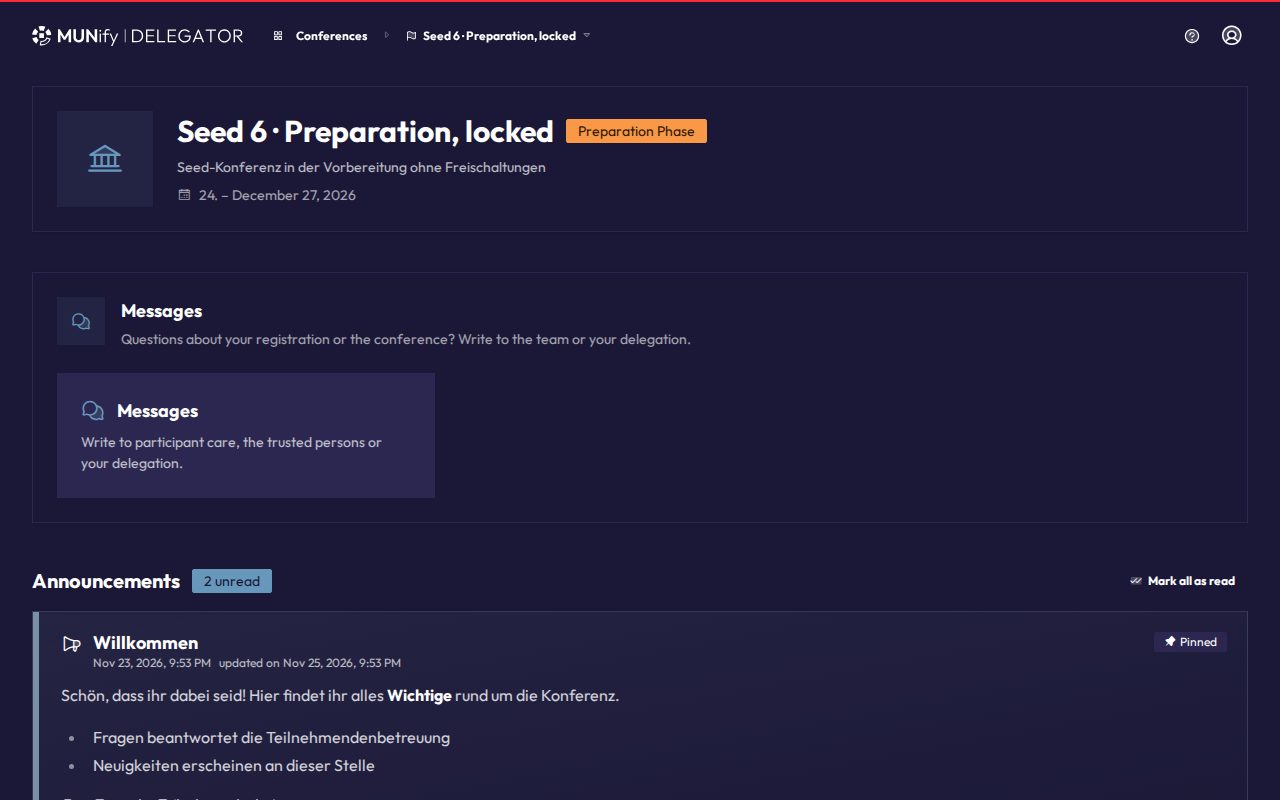 MUNify | DELEGATOR
Conferences
Seed 6 · Preparation, locked
Seed 6 · Preparation, locked
Preparation Phase
Seed-Konferenz in der Vorbereitung ohne Freischaltungen
24. – December 27, 2026
Messages
Questions about your registration or the conference? Write to the team or your delegation.
Messages
Write to participant care, the trusted persons or
your delegation.
Announcements
2 unread
Mark all as read
Willkommen
Pinned
Nov 23, 2026, 9:53 PM updated on Nov 25, 2026, 9:53 PM
Schön, dass ihr dabei seid! Hier findet ihr alles Wichtige rund um die Konferenz.
Fragen beantwortet die Teilnehmendenbetreuung
Neuigkeiten erscheinen an dieser Stelle